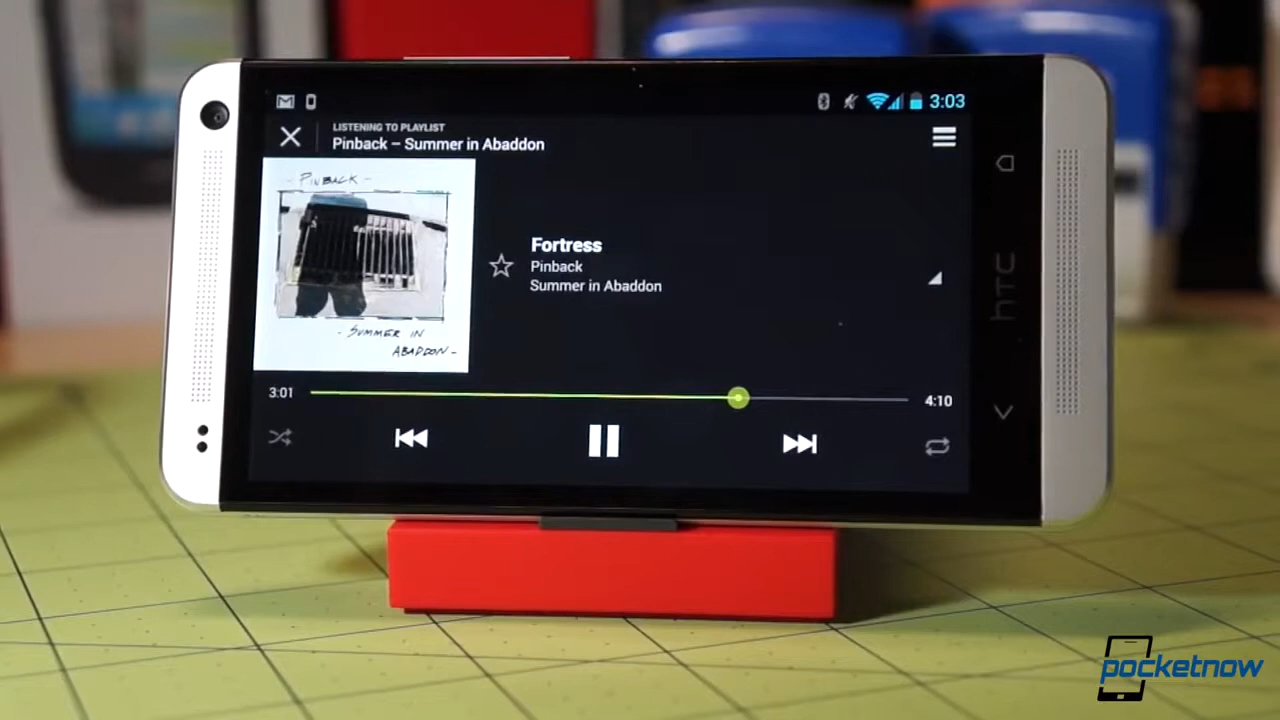 3:03
LISTENING TO PLAYLIST
Pinback – Summer in Abaddon
- PINBACK -
- SUMMER IN
ABADDON -
Fortress
Pinback
Summer in Abaddon
3:01
4:10
hTC
pocketnow